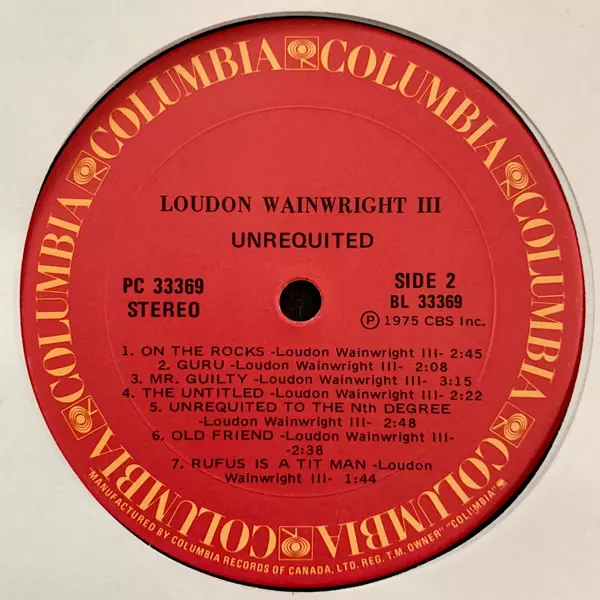 COLUMBIA COLUMBIA COLUMBIA COLUMBIA COLUMBIA COLUMBIA
LOUDON WAINWRIGHT III
UNREQUITED
PC 33369
STEREO
SIDE 2
BL 33369
Ⓟ 1975 CBS Inc.
1. ON THE ROCKS -Loudon Wainwright III- 2:45
2. GURU -Loudon Wainwright III- 2:08
3. MR. GUILTY -Loudon Wainwright III- 3:15
4. THE UNTITLED -Loudon Wainwright III- 2:22
5. UNREQUITED TO THE Nth DEGREE
-Loudon Wainwright III- 2:48
6. OLD FRIEND -Loudon Wainwright III-
-2:38
7. RUFUS IS A TIT MAN -Loudon
Wainwright III- 1:44
"MANUFACTURED BY COLUMBIA RECORDS OF CANADA, LTD. REG. T.M. OWNER" "COLUMBIA"